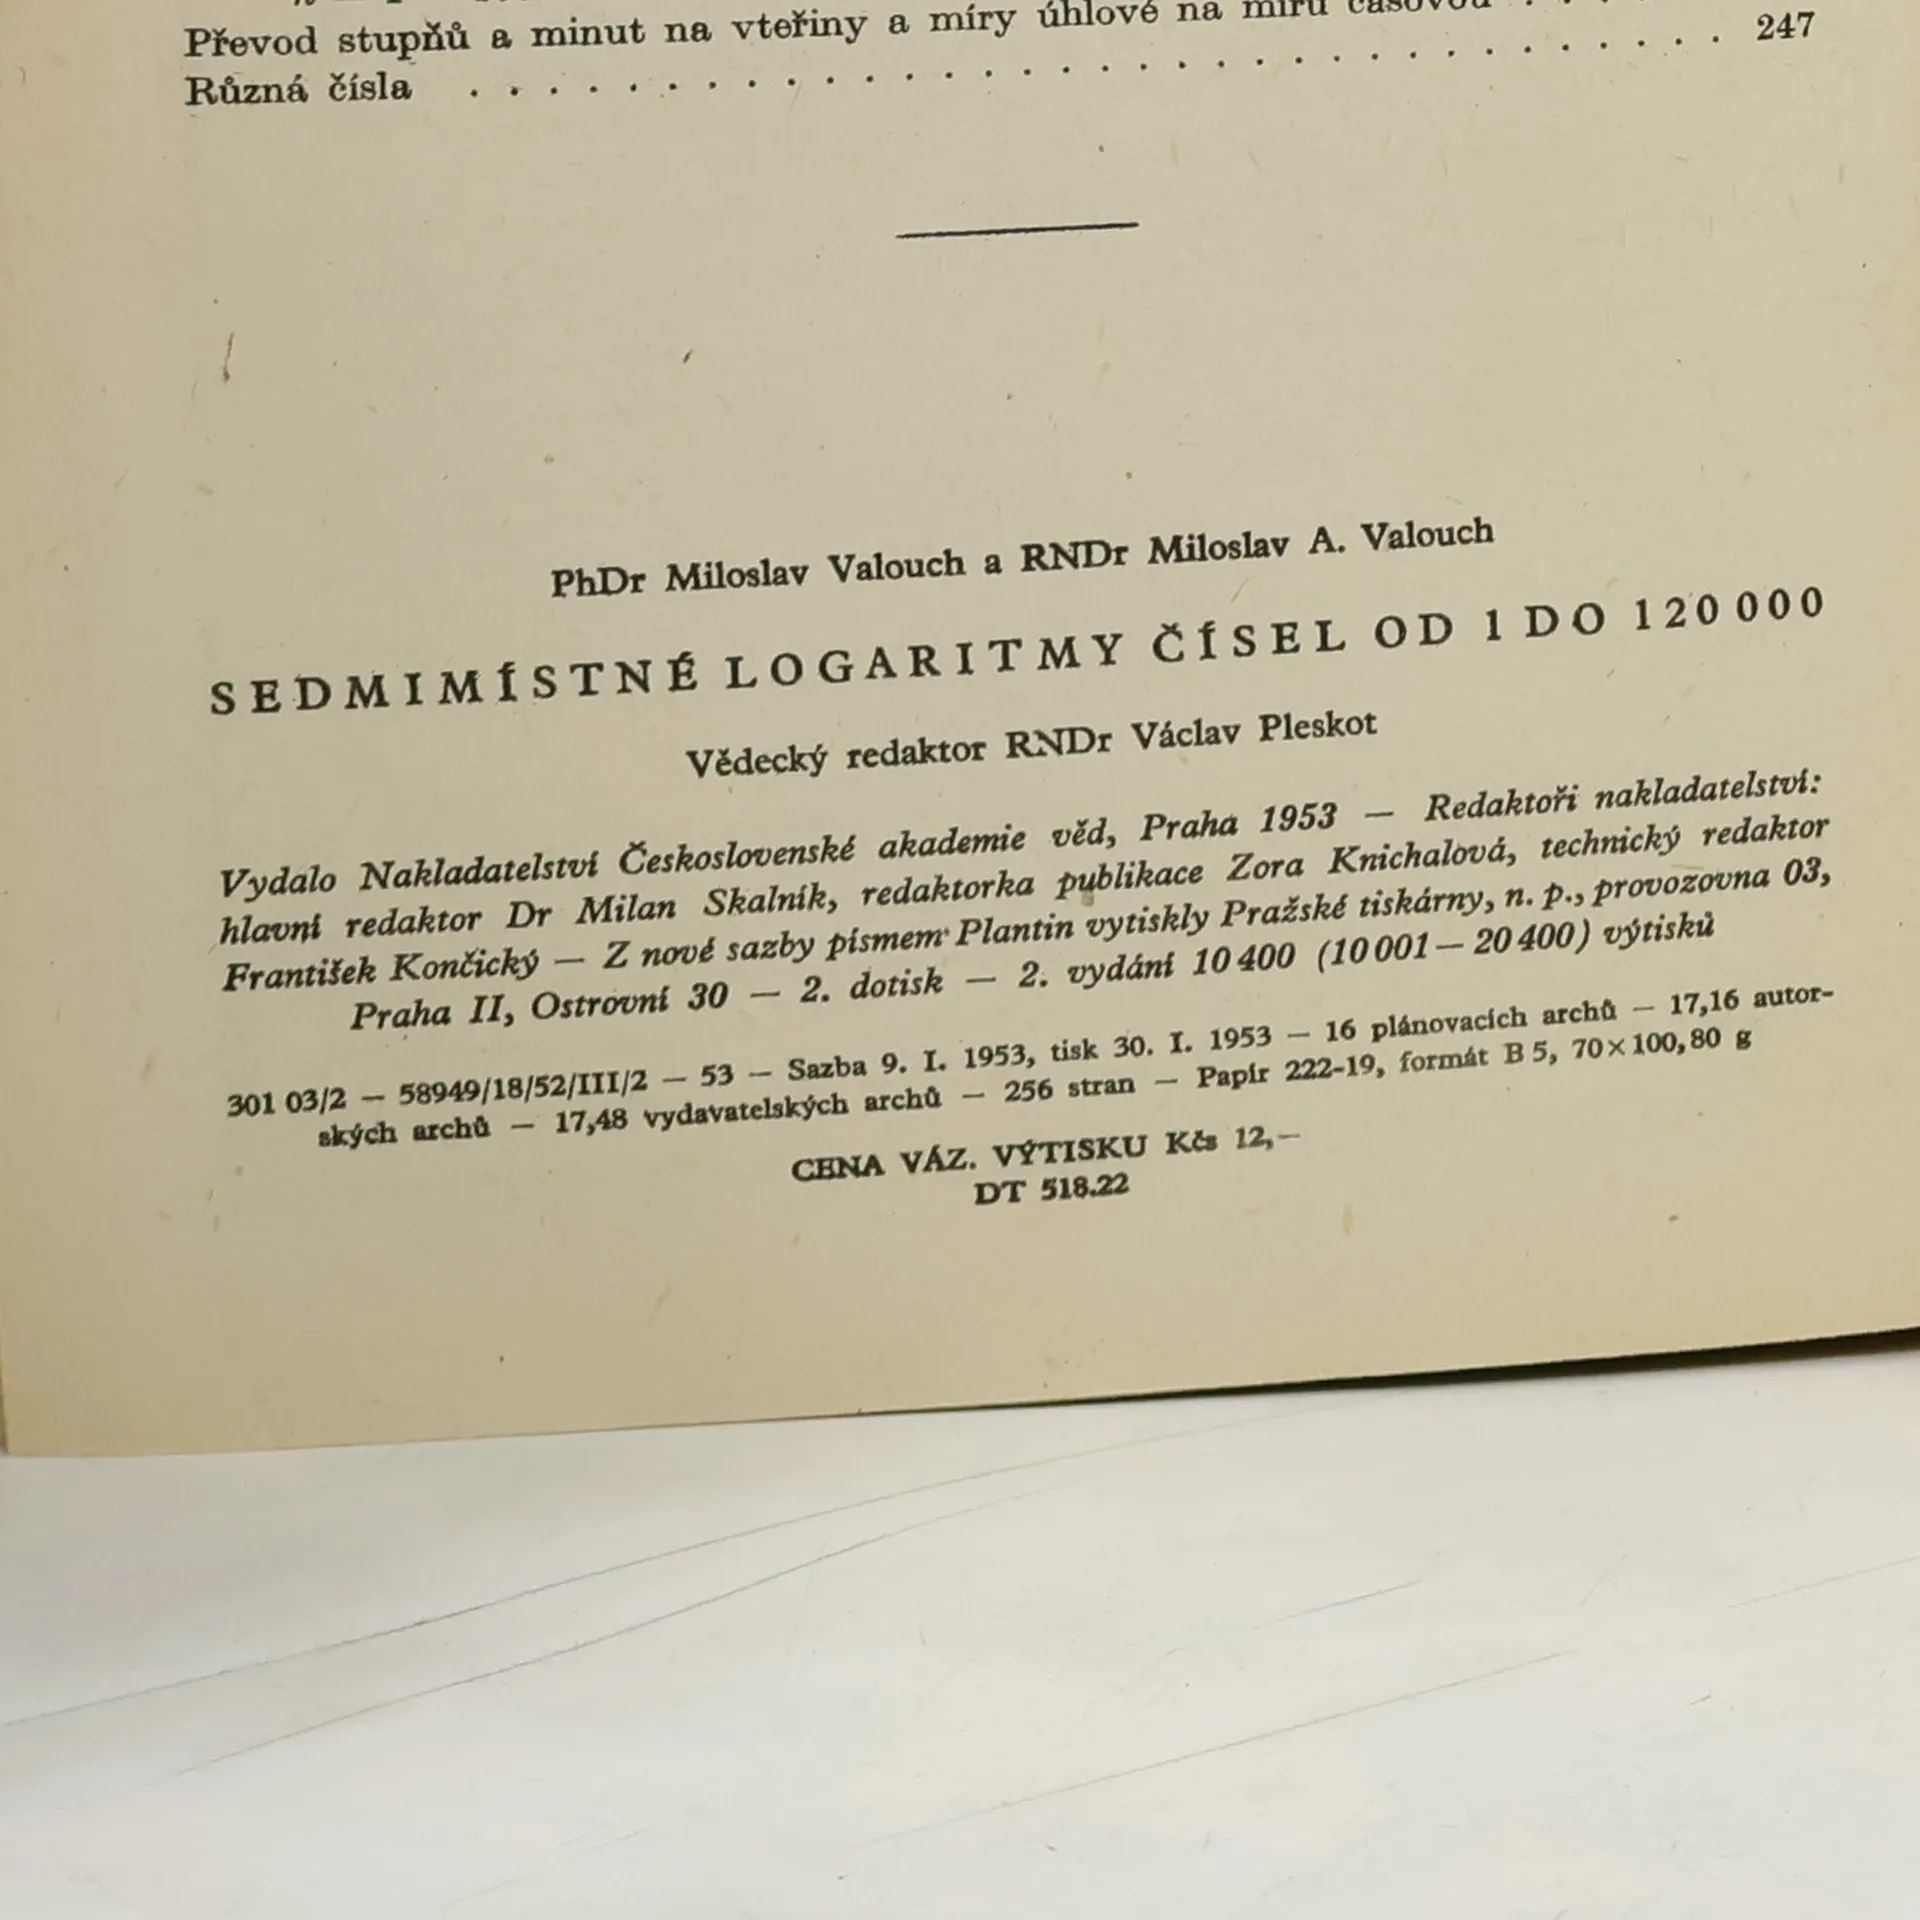 Převod stupňů a minut na vteřiny a míry úhlové na míru časovou . . .
Různá čísla . . . . . . . . . . . . . . . . . . . . . . . . . . . . . . . . 247
PhDr Miloslav Valouch a RNDr Miloslav A. Valouch
SEDMIMÍSTNÉ LOGARITMY ČÍSEL OD 1 DO 120 000
Vědecký redaktor RNDr Václav Pleskot
Vydalo Nakladatelství Československé akademie věd, Praha 1953 — Redaktoři nakladatelství:
hlavní redaktor Dr Milan Skalník, redaktorka publikace Zora Knichalová, technický redaktor
František Končický — Z nové sazby písmem Plantin vytiskly Pražské tiskárny, n. p., provozovna 03,
Praha II, Ostrovní 30 — 2. dotisk — 2. vydání 10 400 (10 001—20 400) výtisků
301 03/2 — 58949/18/52/III/2 — 53 — Sazba 9. I. 1953, tisk 30. I. 1953 — 16 plánovacích archů — 17,16 autor-
ských archů — 17,48 vydavatelských archů — 256 stran — Papír 222-19, formát B 5, 70×100, 80 g
CENA VÁZ. VÝTISKU Kčs 12,—
DT 518.22